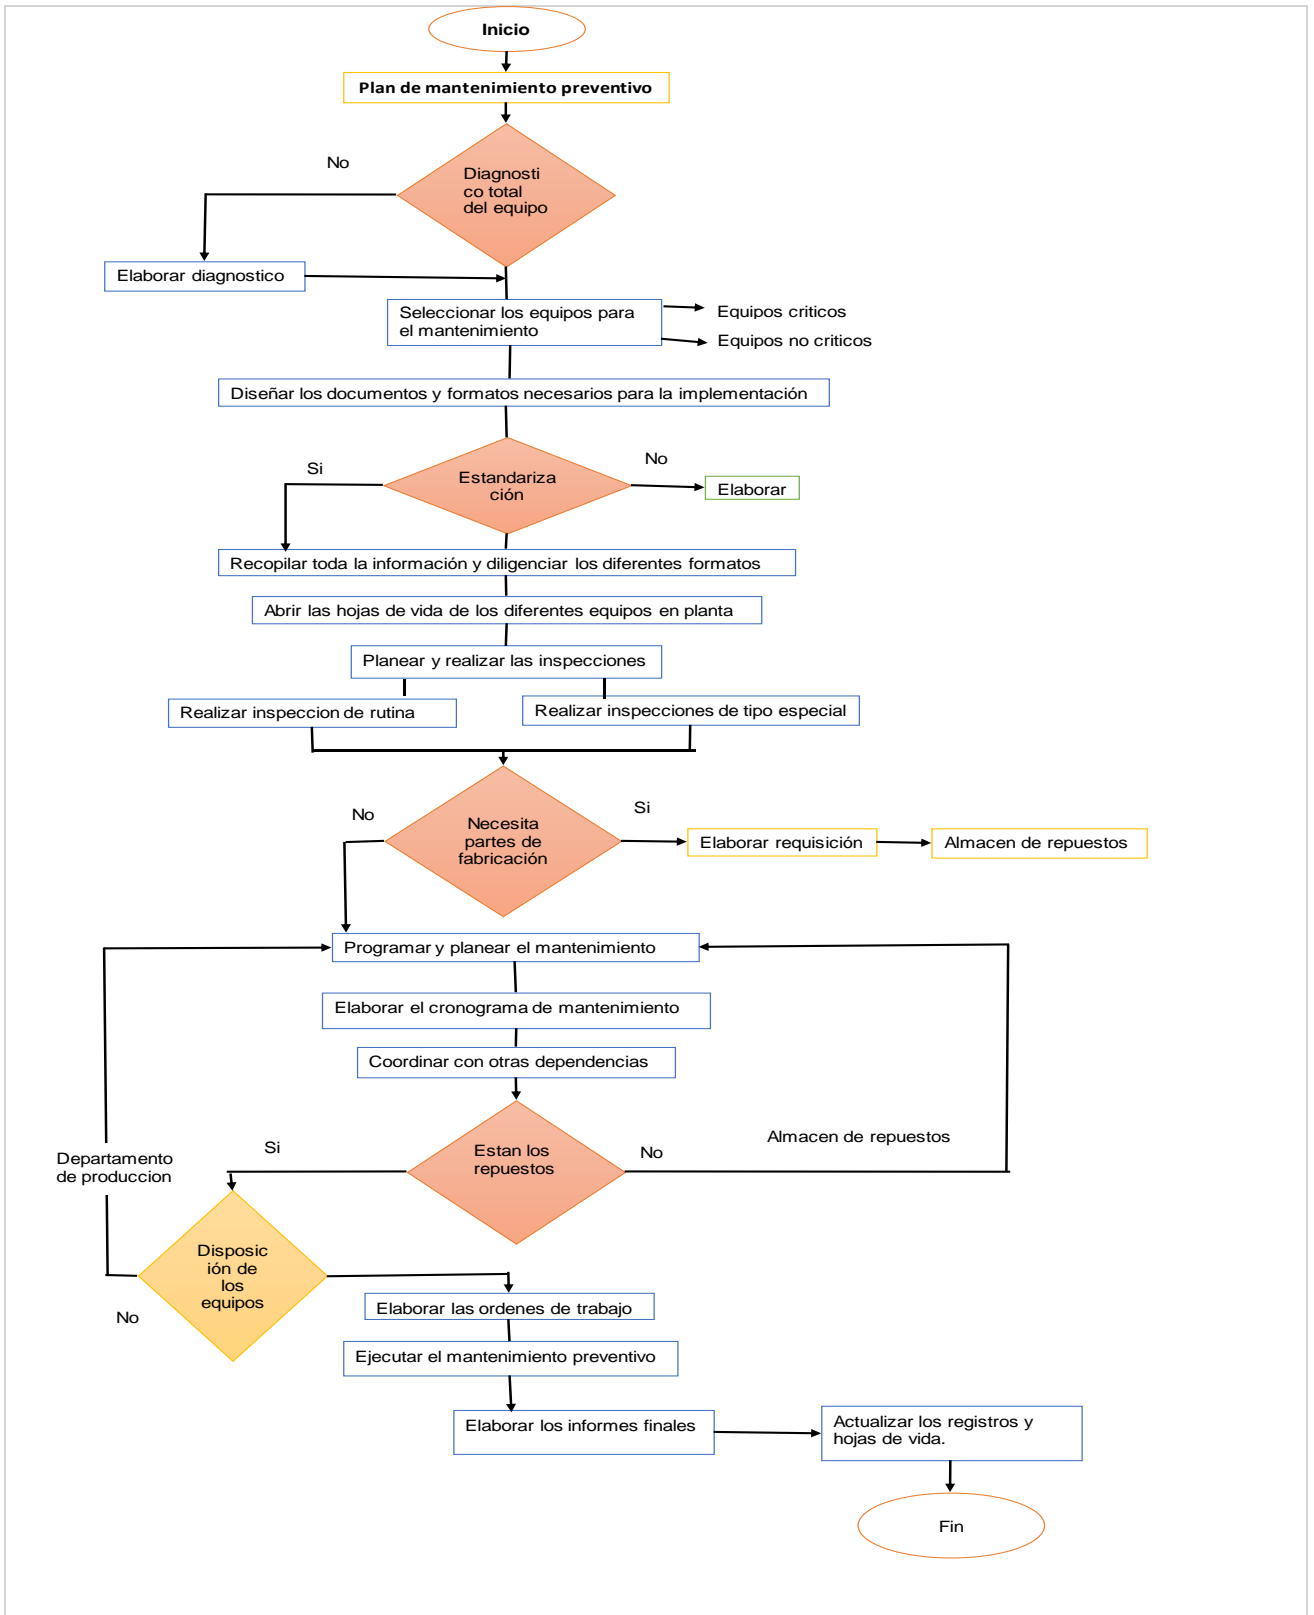 Inicio
Plan de mantenimiento preventivo
No
Diagnosti
co total
del equipo
Elaborar diagnostico
Seleccionar los equipos para
el mantenimiento
Equipos criticos
Equipos no criticos
Diseñar los documentos y formatos necesarios para la implementación
Si
Estandariza
ción
No
Elaborar
Recopilar toda la información y diligenciar los diferentes formatos
Abrir las hojas de vida de los diferentes equipos en planta
Planear y realizar las inspecciones
Realizar inspeccion de rutina
Realizar inspecciones de tipo especial
No
Necesita
partes de
fabricación
Si
Elaborar requisición
Almacen de repuestos
Programar y planear el mantenimiento
Elaborar el cronograma de mantenimiento
Coordinar con otras dependencias
Departamento
de produccion
Si
Estan los
repuestos
No
Almacen de repuestos
Disposic
ión de
los
equipos
No
Elaborar las ordenes de trabajo
Ejecutar el mantenimiento preventivo
Elaborar los informes finales
Actualizar los registros y
hojas de vida.
Fin